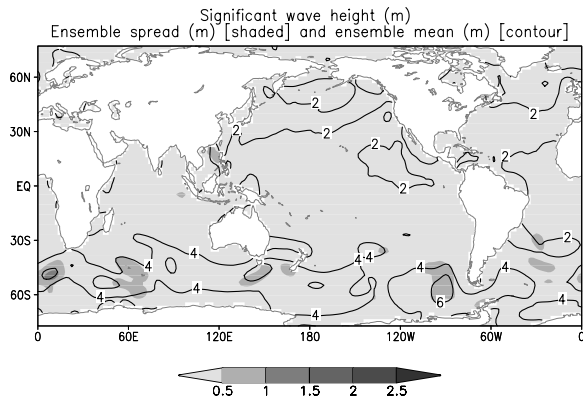 Significant wave height (m)
Ensemble spread (m) [shaded] and ensemble mean (m) [contour]
60N
2
2
2
2
2
30N
2
2
EQ
2
30S
4
4
4
4
4
2
60S
4
4
6
4
4
0
60E
120E
180
120W
60W
0
0.5
1
1.5
2
2.5